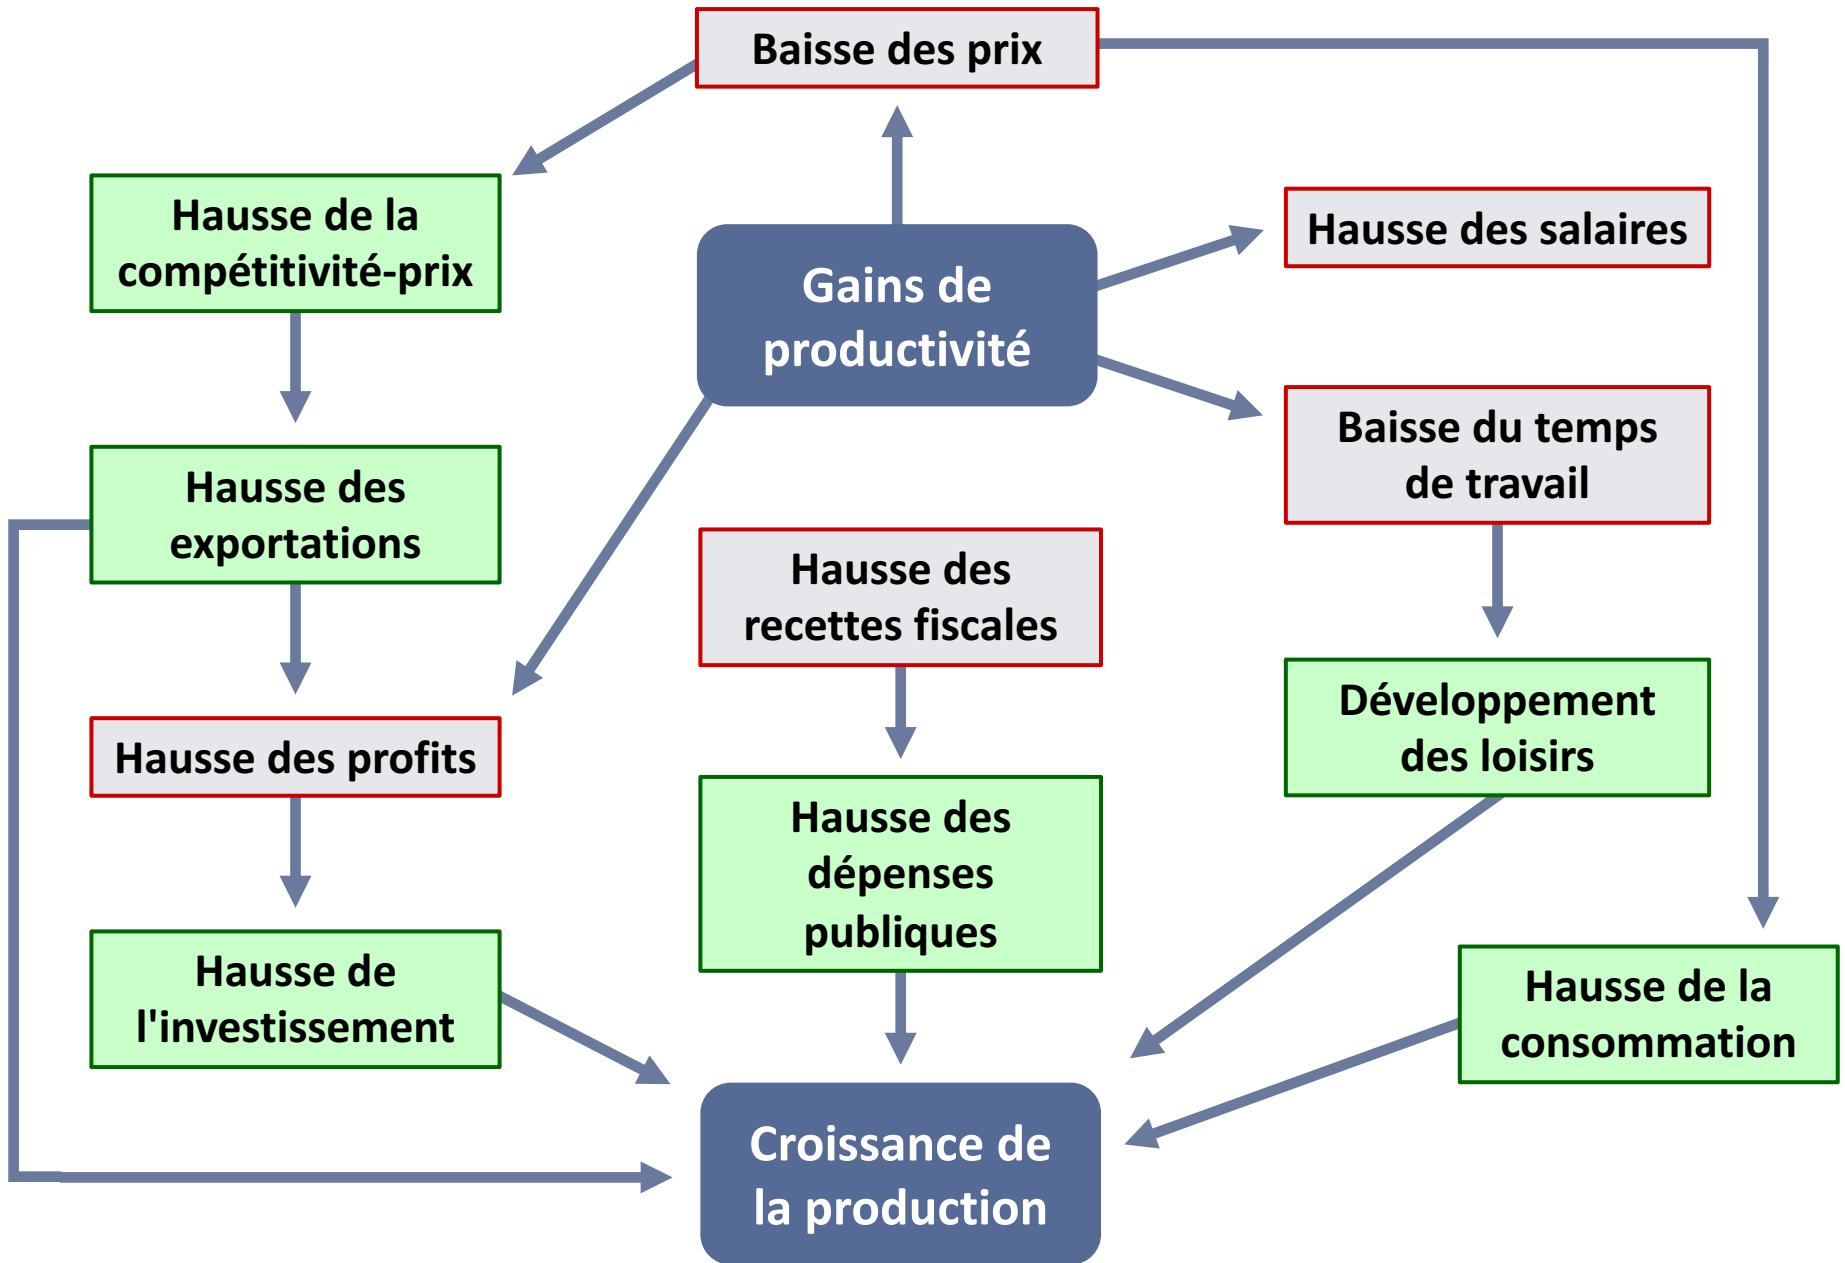 Baisse des prix
Hausse de la
compétitivité-prix
Hausse des salaires
Gains de
productivité
Baisse du temps
de travail
Hausse des
exportations
Hausse des
recettes fiscales
Développement
des loisirs
Hausse des profits
Hausse des
dépenses
publiques
Hausse de
l'investissement
Hausse de la
consommation
Croissance de
la production